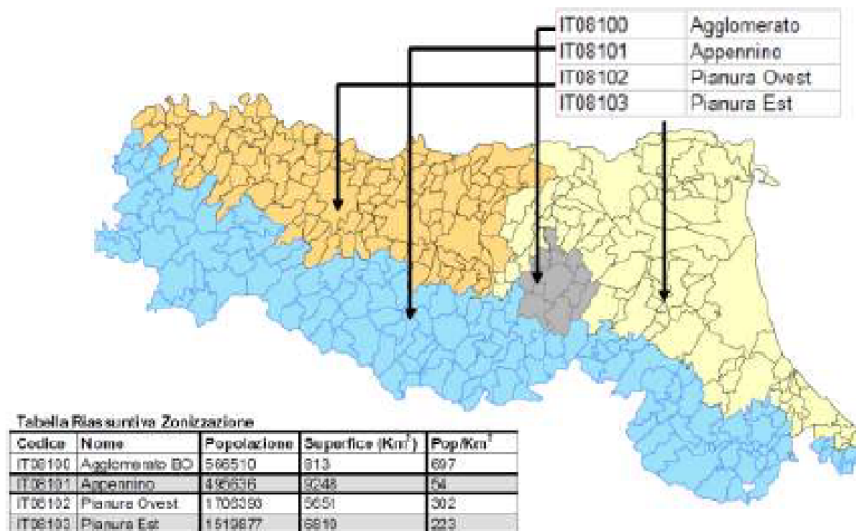 IT08100 Agglomerato
IT08101 Appennino
IT08102 Pianura Ovest
IT08103 Pianura Est
Tabella Riassuntiva Zonizzazione
Codice Nome Popolazione Superfice (Km²) Pop/Km²
IT08100 Agglomerato BO 566510 813 697
IT08101 Appennino 495636 9248 54
IT08102 Pianura Ovest 1706393 5651 302
IT08103 Pianura Est 1519877 6810 223